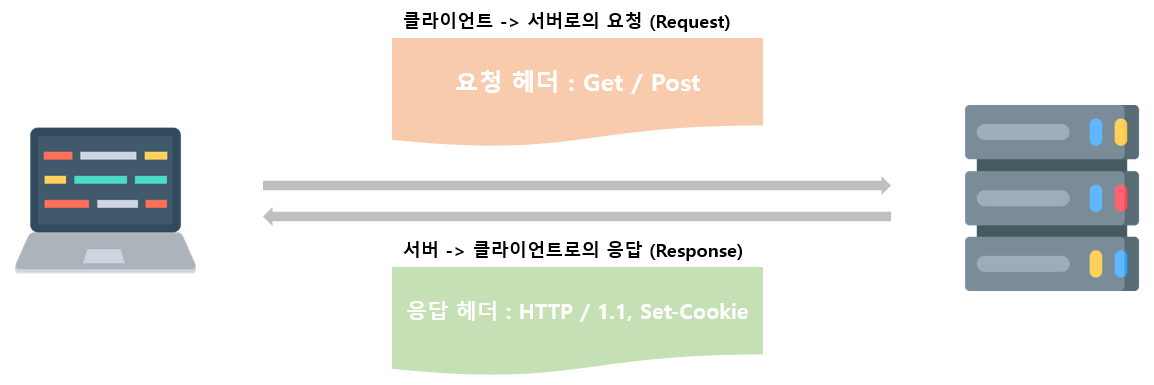 클라이언트 -> 서버로의 요청 (Request)
요청 헤더 : Get / Post
서버 -> 클라이언트로의 응답 (Response)
응답 헤더 : HTTP / 1.1, Set-Cookie